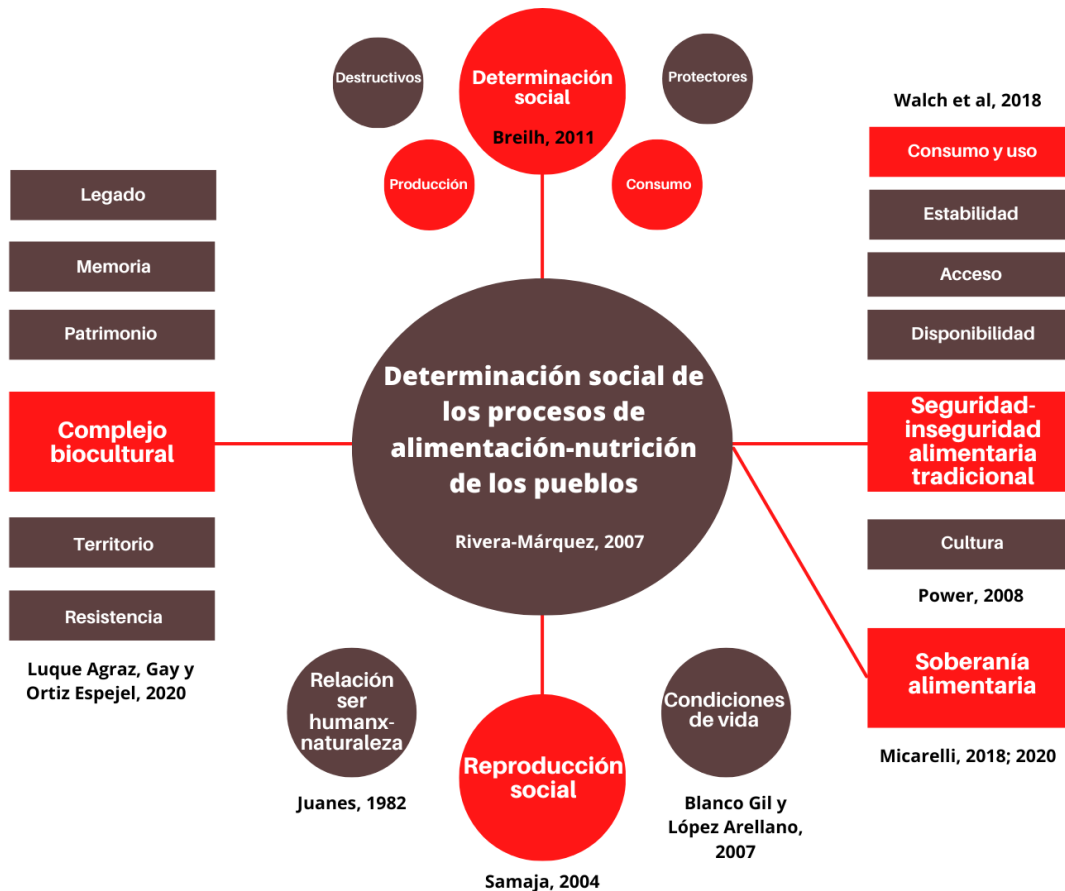 Destructivos
Determinación
social
Breilh, 2011
Protectores
Producción
Consumo
Legado
Memoria
Patrimonio
Complejo
biocultural
Territorio
Resistencia
Luque Agraz, Gay y
Ortiz Espejel, 2020
Determinación social de
los procesos de
alimentación-nutrición
de los pueblos
Rivera-Márquez, 2007
Walch et al, 2018
Consumo y uso
Estabilidad
Acceso
Disponibilidad
Seguridad-
inseguridad
alimentaria
tradicional
Cultura
Power, 2008
Soberanía
alimentaria
Micarelli, 2018; 2020
Relación
ser
humanx-
naturaleza
Juanes, 1982
Reproducción
social
Samaja, 2004
Condiciones
de vida
Blanco Gil y
López Arellano,
2007